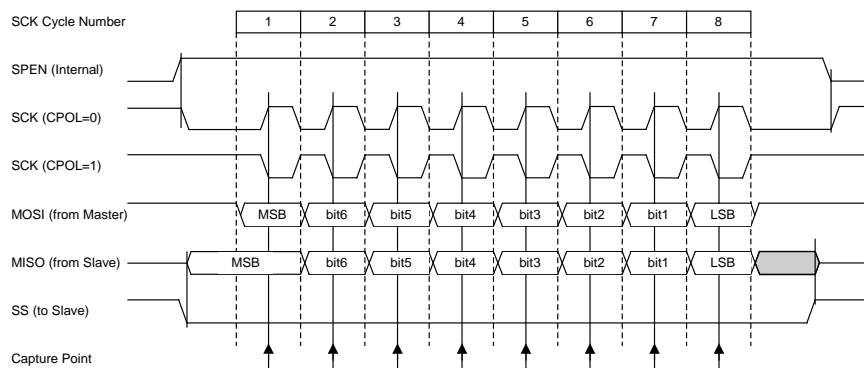 SCK Cycle Number 1 2 3 4 5 6 7 8
SPEN (Internal)
SCK (CPOL=0)
SCK (CPOL=1)
MOSI (from Master) MSB bit6 bit5 bit4 bit3 bit2 bit1 LSB
MISO (from Slave) MSB bit6 bit5 bit4 bit3 bit2 bit1 LSB
SS (to Slave)
Capture Point